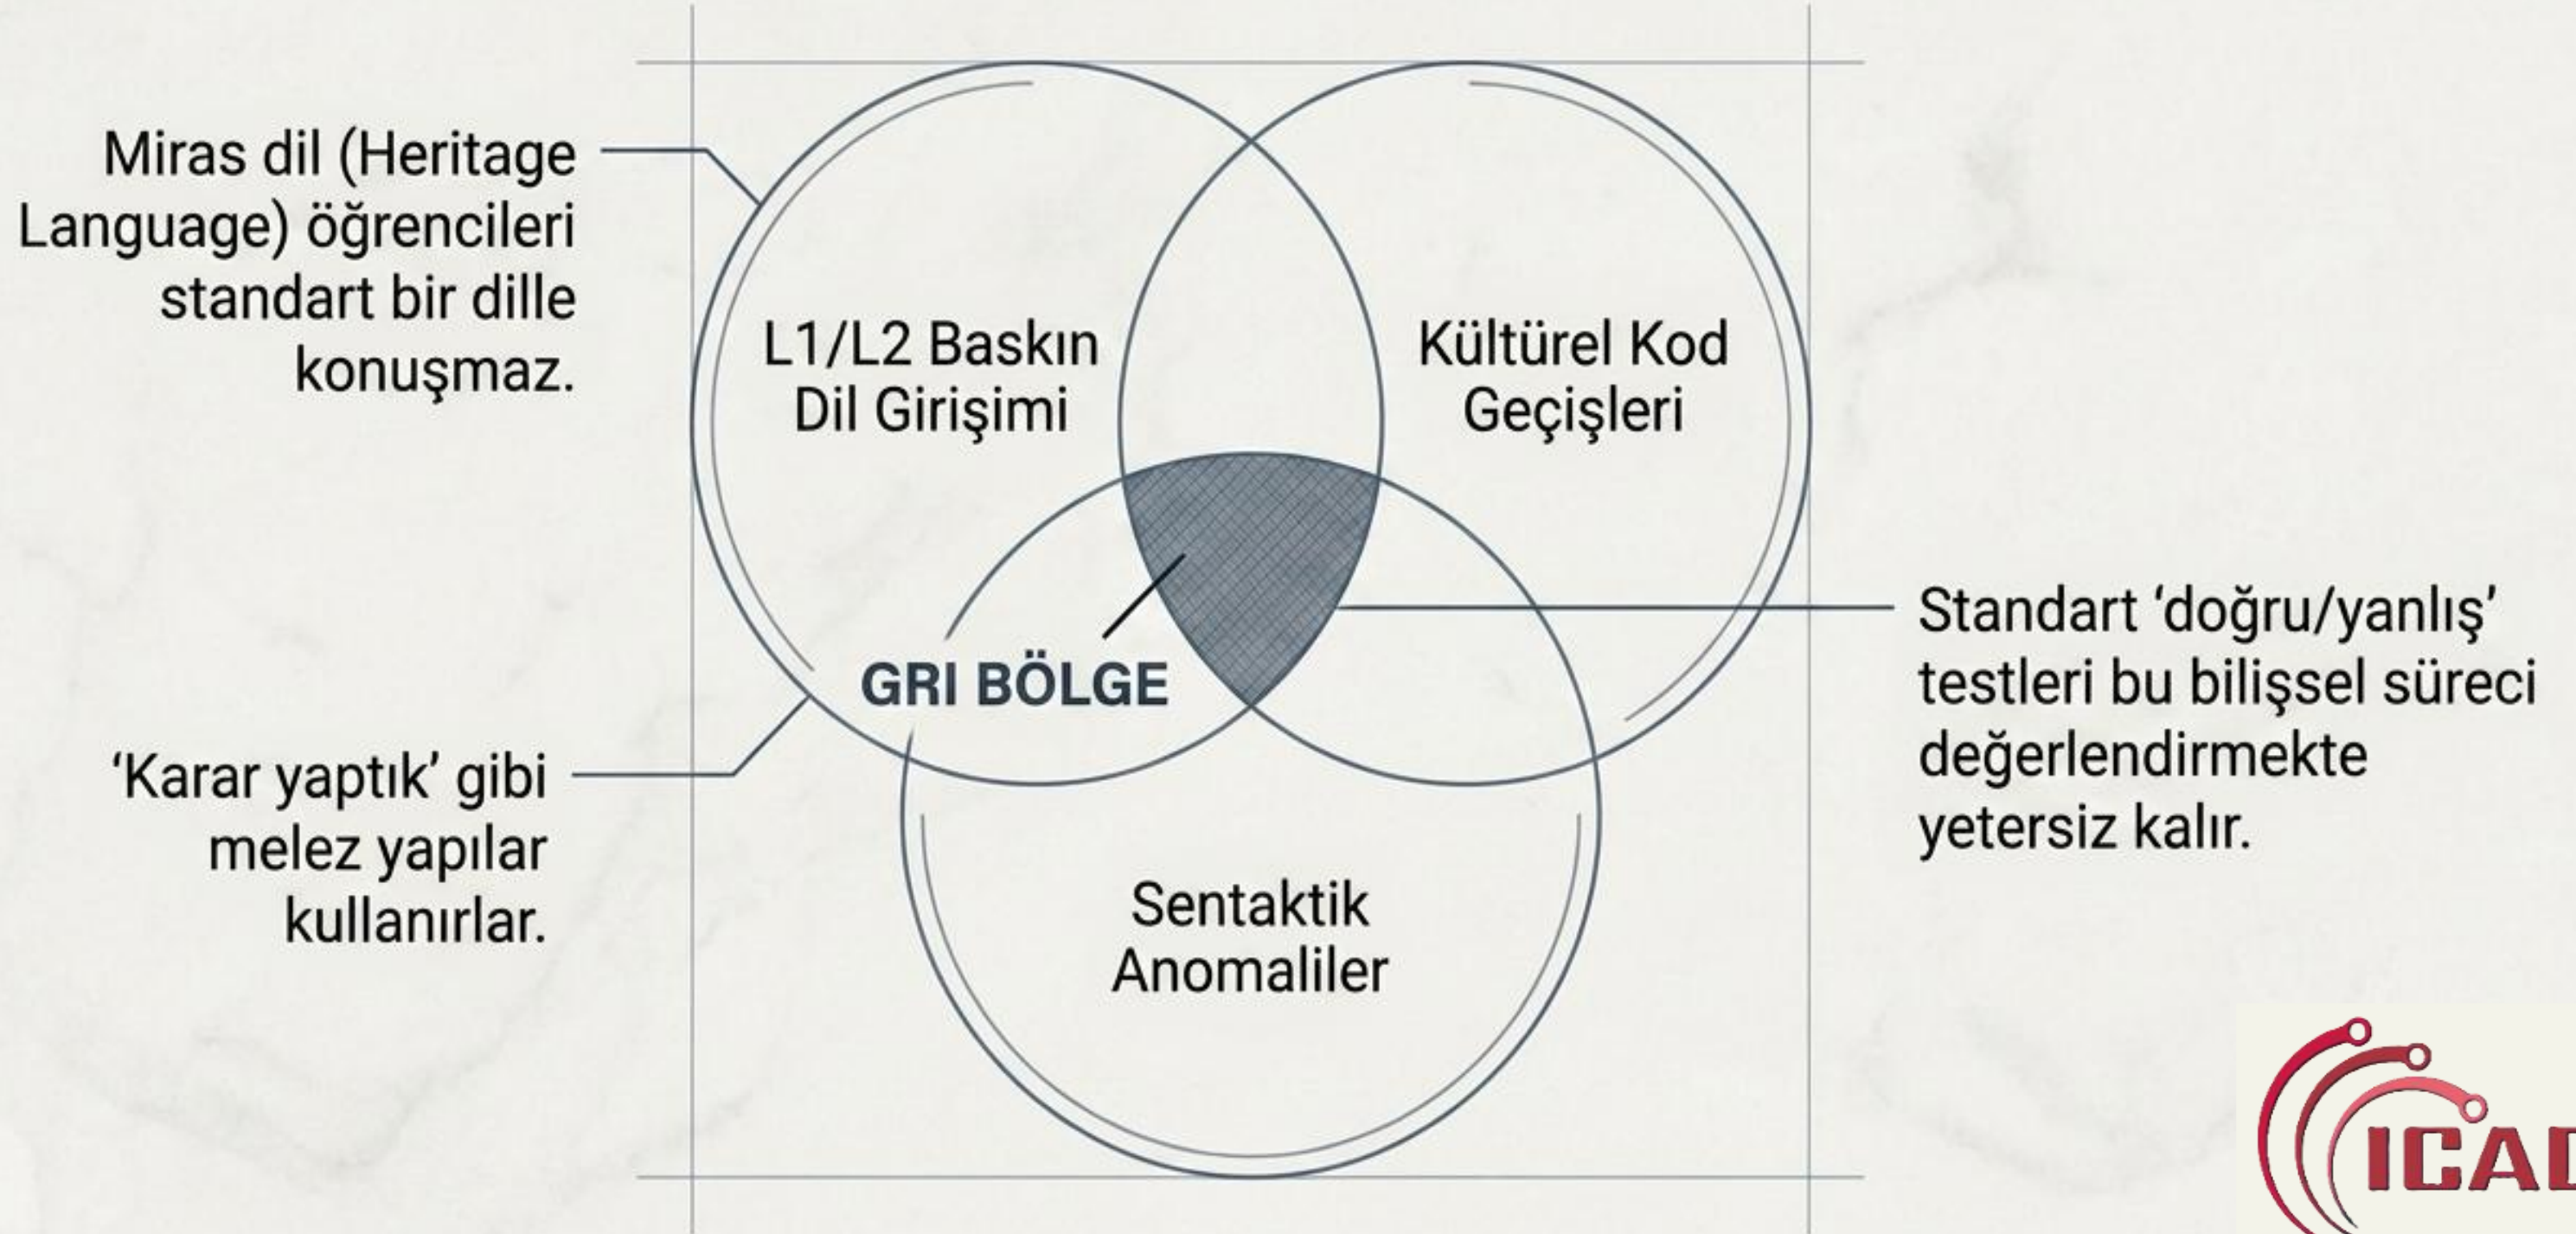 Miras dil (Heritage
Language) öğrencileri
standart bir dille
konuşmaz.
L1/L2 Baskın
Dil Girişimi
Kültürel Kod
Geçişleri
GRI BÖLGE
'Karar yaptık' gibi
melez yapılar
kullanırlar.
Standart ‘doğru/yanlış’
testleri bu bilişsel süreci
değerlendirmekte
yetersiz kalır.
Sentaktik
Anomaliler